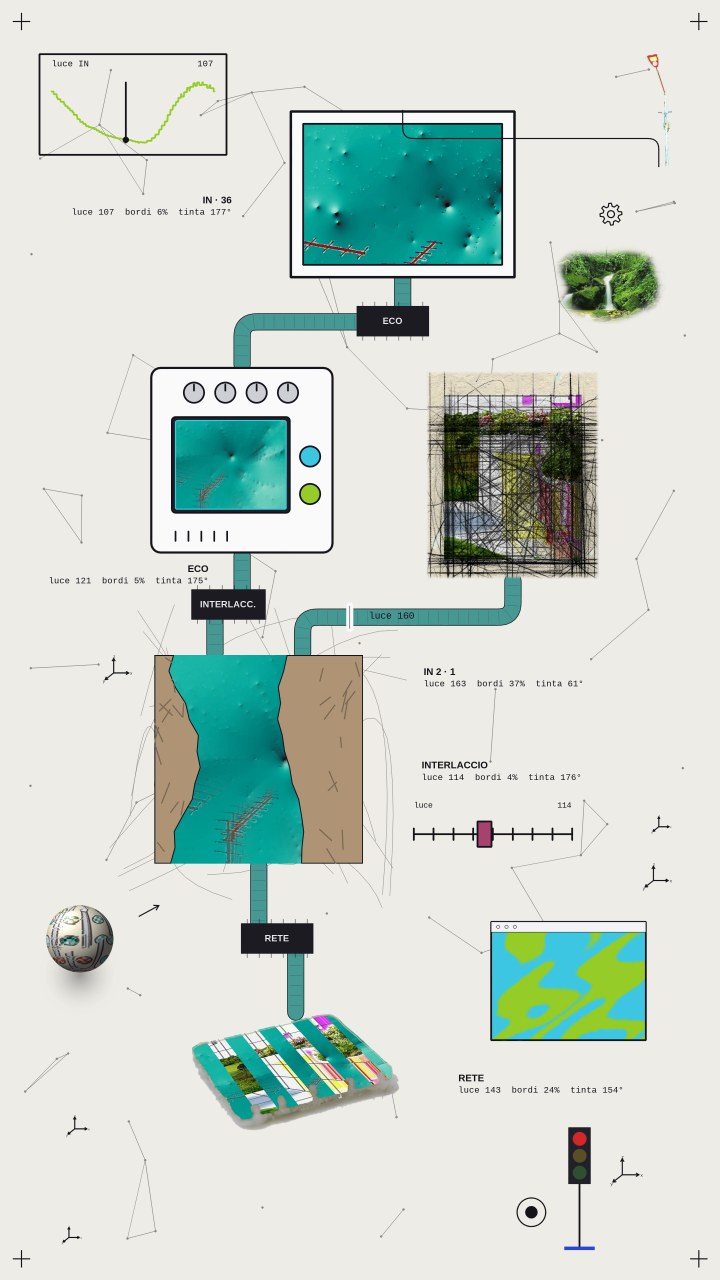 luce IN 107
IN · 36
luce 107 bordi 6% tinta 177°
ECO
ECO
luce 121 bordi 5% tinta 175°
INTERLACC.
luce 160
IN 2 · 1
luce 163 bordi 37% tinta 61°
INTERLACCIO
luce 114 bordi 4% tinta 176°
luce 114
RETE
RETE
luce 143 bordi 24% tinta 154°